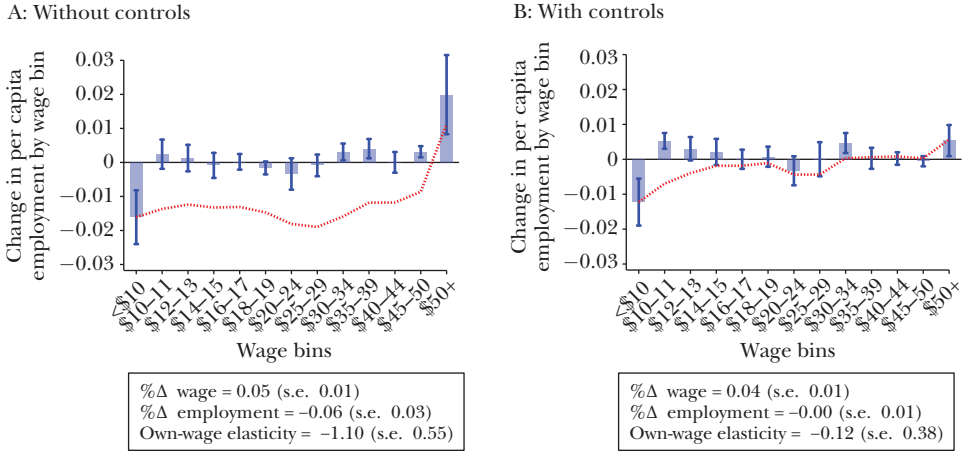 A: Without controls
Change in per capita
employment by wage bin
0.03
0.02
0.01
0
−0.01
−0.02
−0.03
<$10
$10–11
$12–13
$14–15
$16–17
$18–19
$20–24
$25–29
$30–34
$35–39
$40–44
$45–50
$50+
Wage bins
%Δ wage = 0.05 (s.e. 0.01)
%Δ employment = −0.06 (s.e. 0.03)
Own-wage elasticity = −1.10 (s.e. 0.55)
B: With controls
Change in per capita
employment by wage bin
0.03
0.02
0.01
0
−0.01
−0.02
−0.03
<$10
$10–11
$12–13
$14–15
$16–17
$18–19
$20–24
$25–29
$30–34
$35–39
$40–44
$45–50
$50+
Wage bins
%Δ wage = 0.04 (s.e. 0.01)
%Δ employment = −0.00 (s.e. 0.01)
Own-wage elasticity = −0.12 (s.e. 0.38)